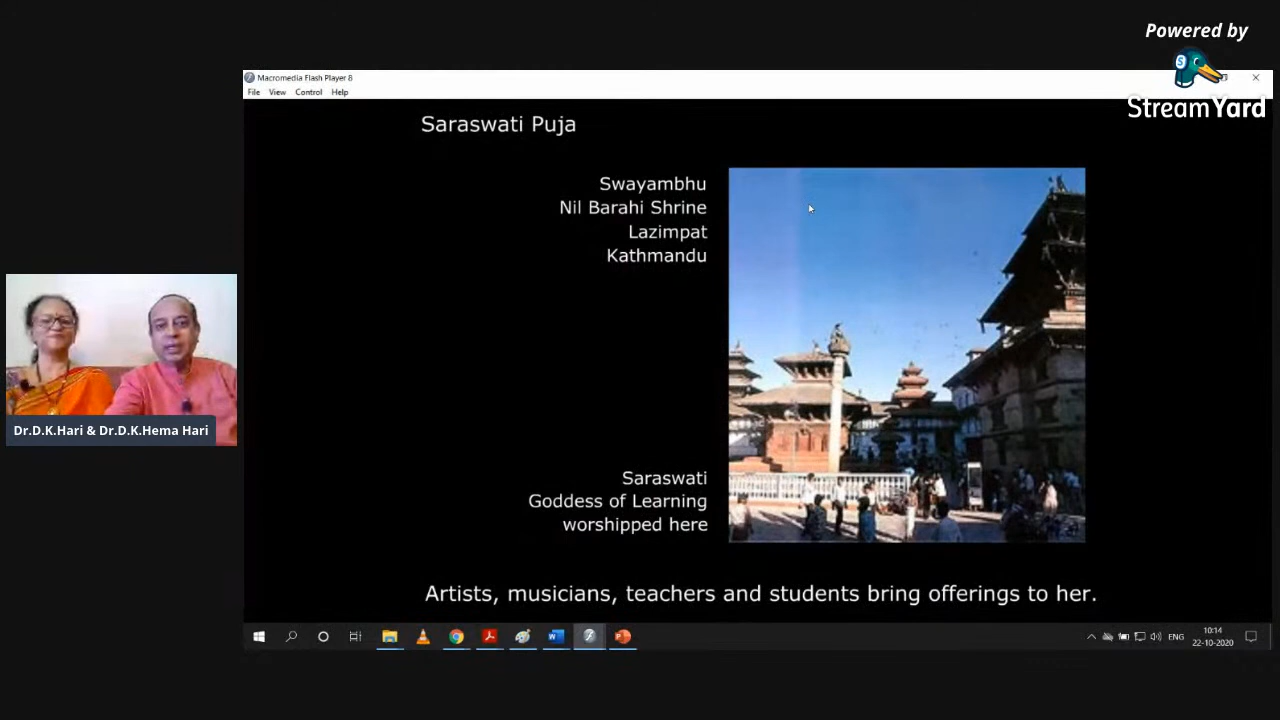 Powered by
StreamYard
Macromedia Flash Player 8
File View Control Help
Saraswati Puja
Swayambhu
Nil Barahi Shrine
Lazimpat
Kathmandu
Saraswati
Goddess of Learning
worshipped here
Artists, musicians, teachers and students bring offerings to her.
Dr.D.K.Hari & Dr.D.K.Hema Hari
ENG
10:14
22-10-2020